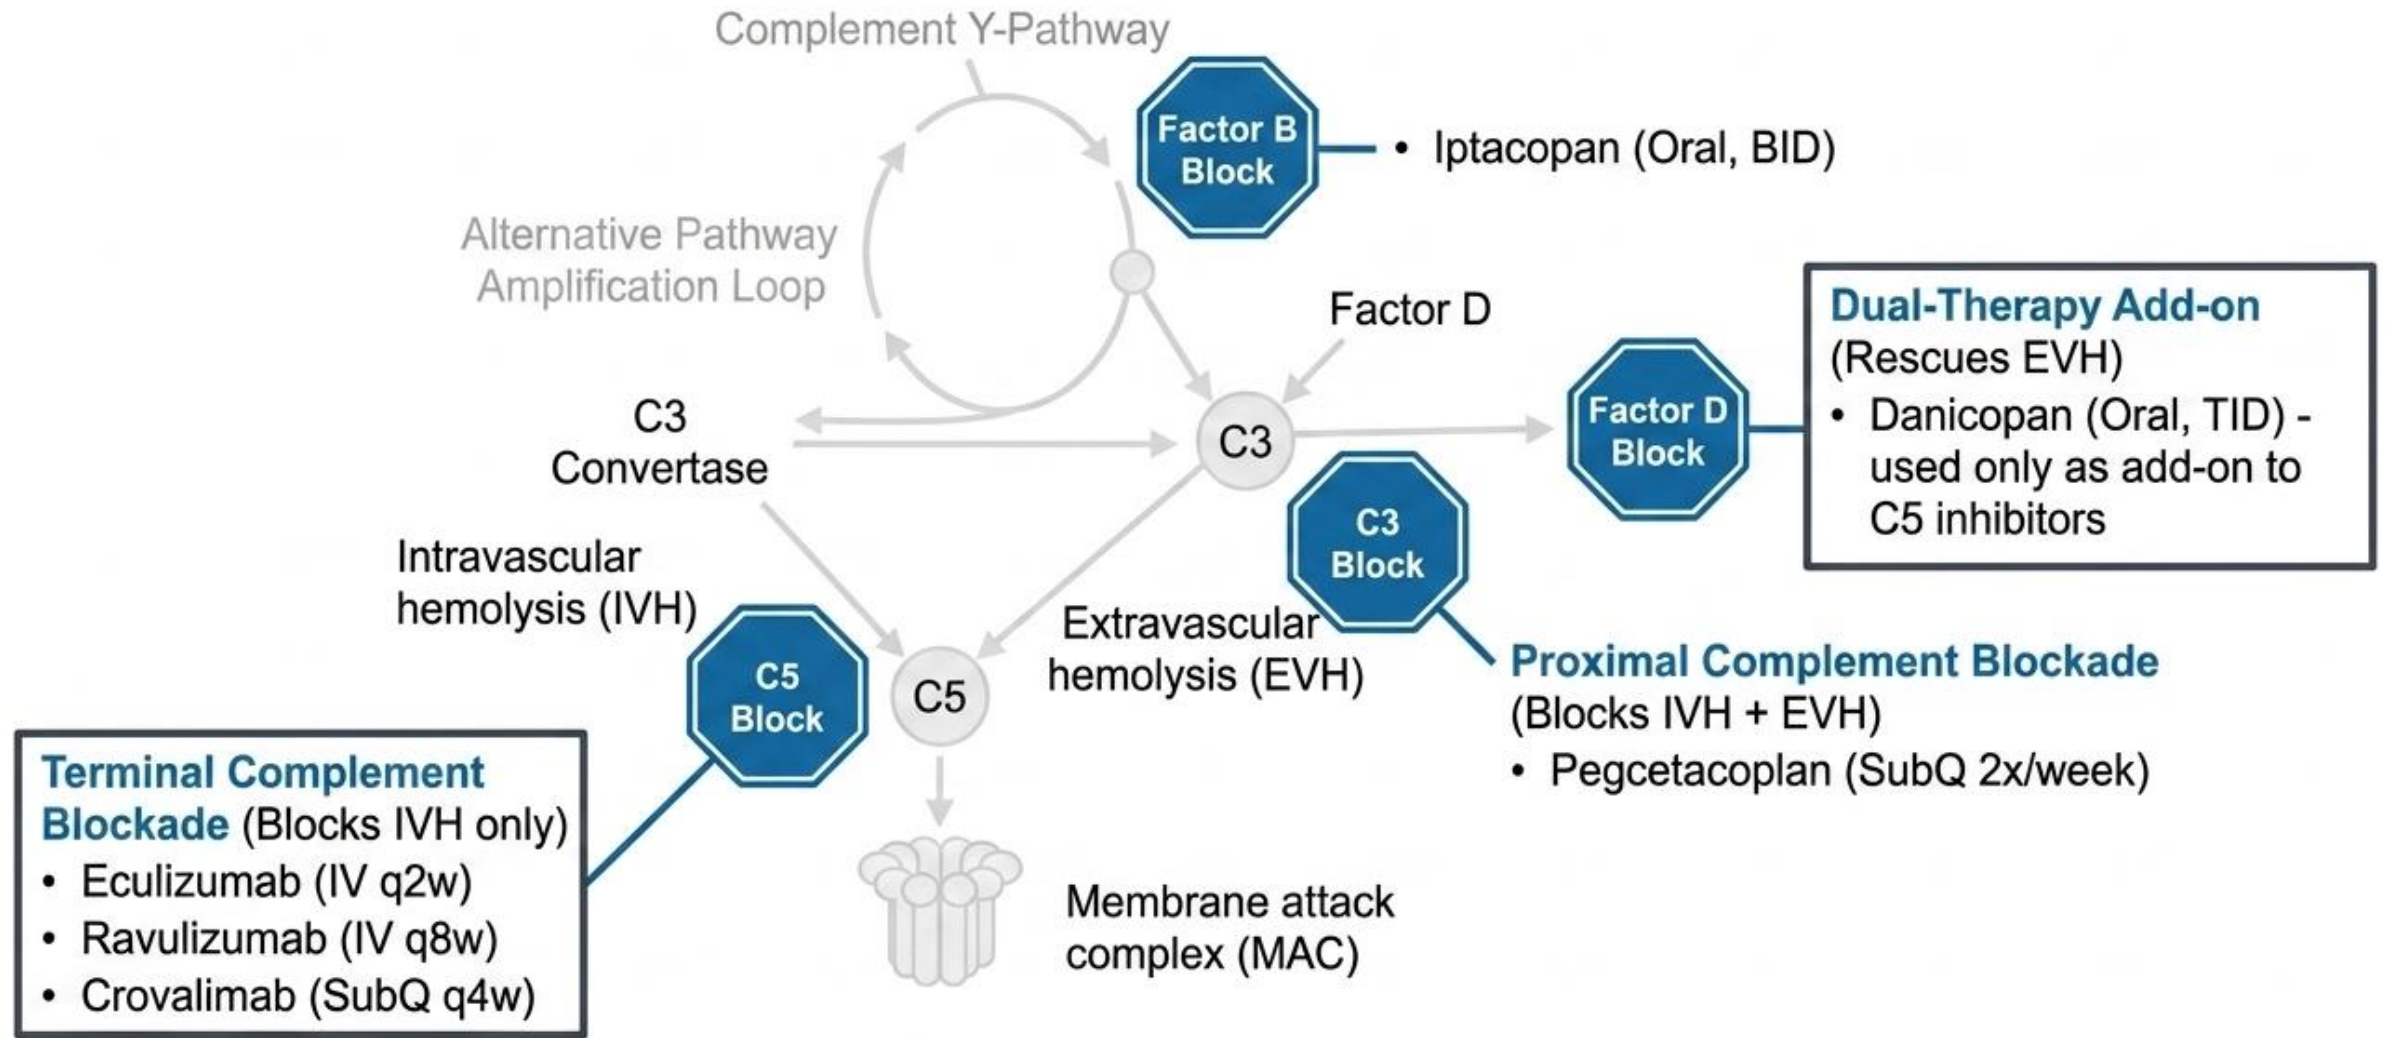 Complement Y-Pathway
Factor B
Block
• Iptacopan (Oral, BID)
Alternative Pathway
Amplification Loop
Factor D
Dual-Therapy Add-on
(Rescues EVH)
• Danicopan (Oral, TID) -
used only as add-on to
C5 inhibitors
Factor D
Block
C3
Convertase
C3
C3
Block
Intravascular
hemolysis (IVH)
Extravascular
hemolysis (EVH)
C5
Block
C5
Proximal Complement Blockade
(Blocks IVH + EVH)
• Pegcetacoplan (SubQ 2x/week)
Terminal Complement
Blockade (Blocks IVH only)
• Eculizumab (IV q2w)
• Ravulizumab (IV q8w)
• Crovalimab (SubQ q4w)
Membrane attack
complex (MAC)